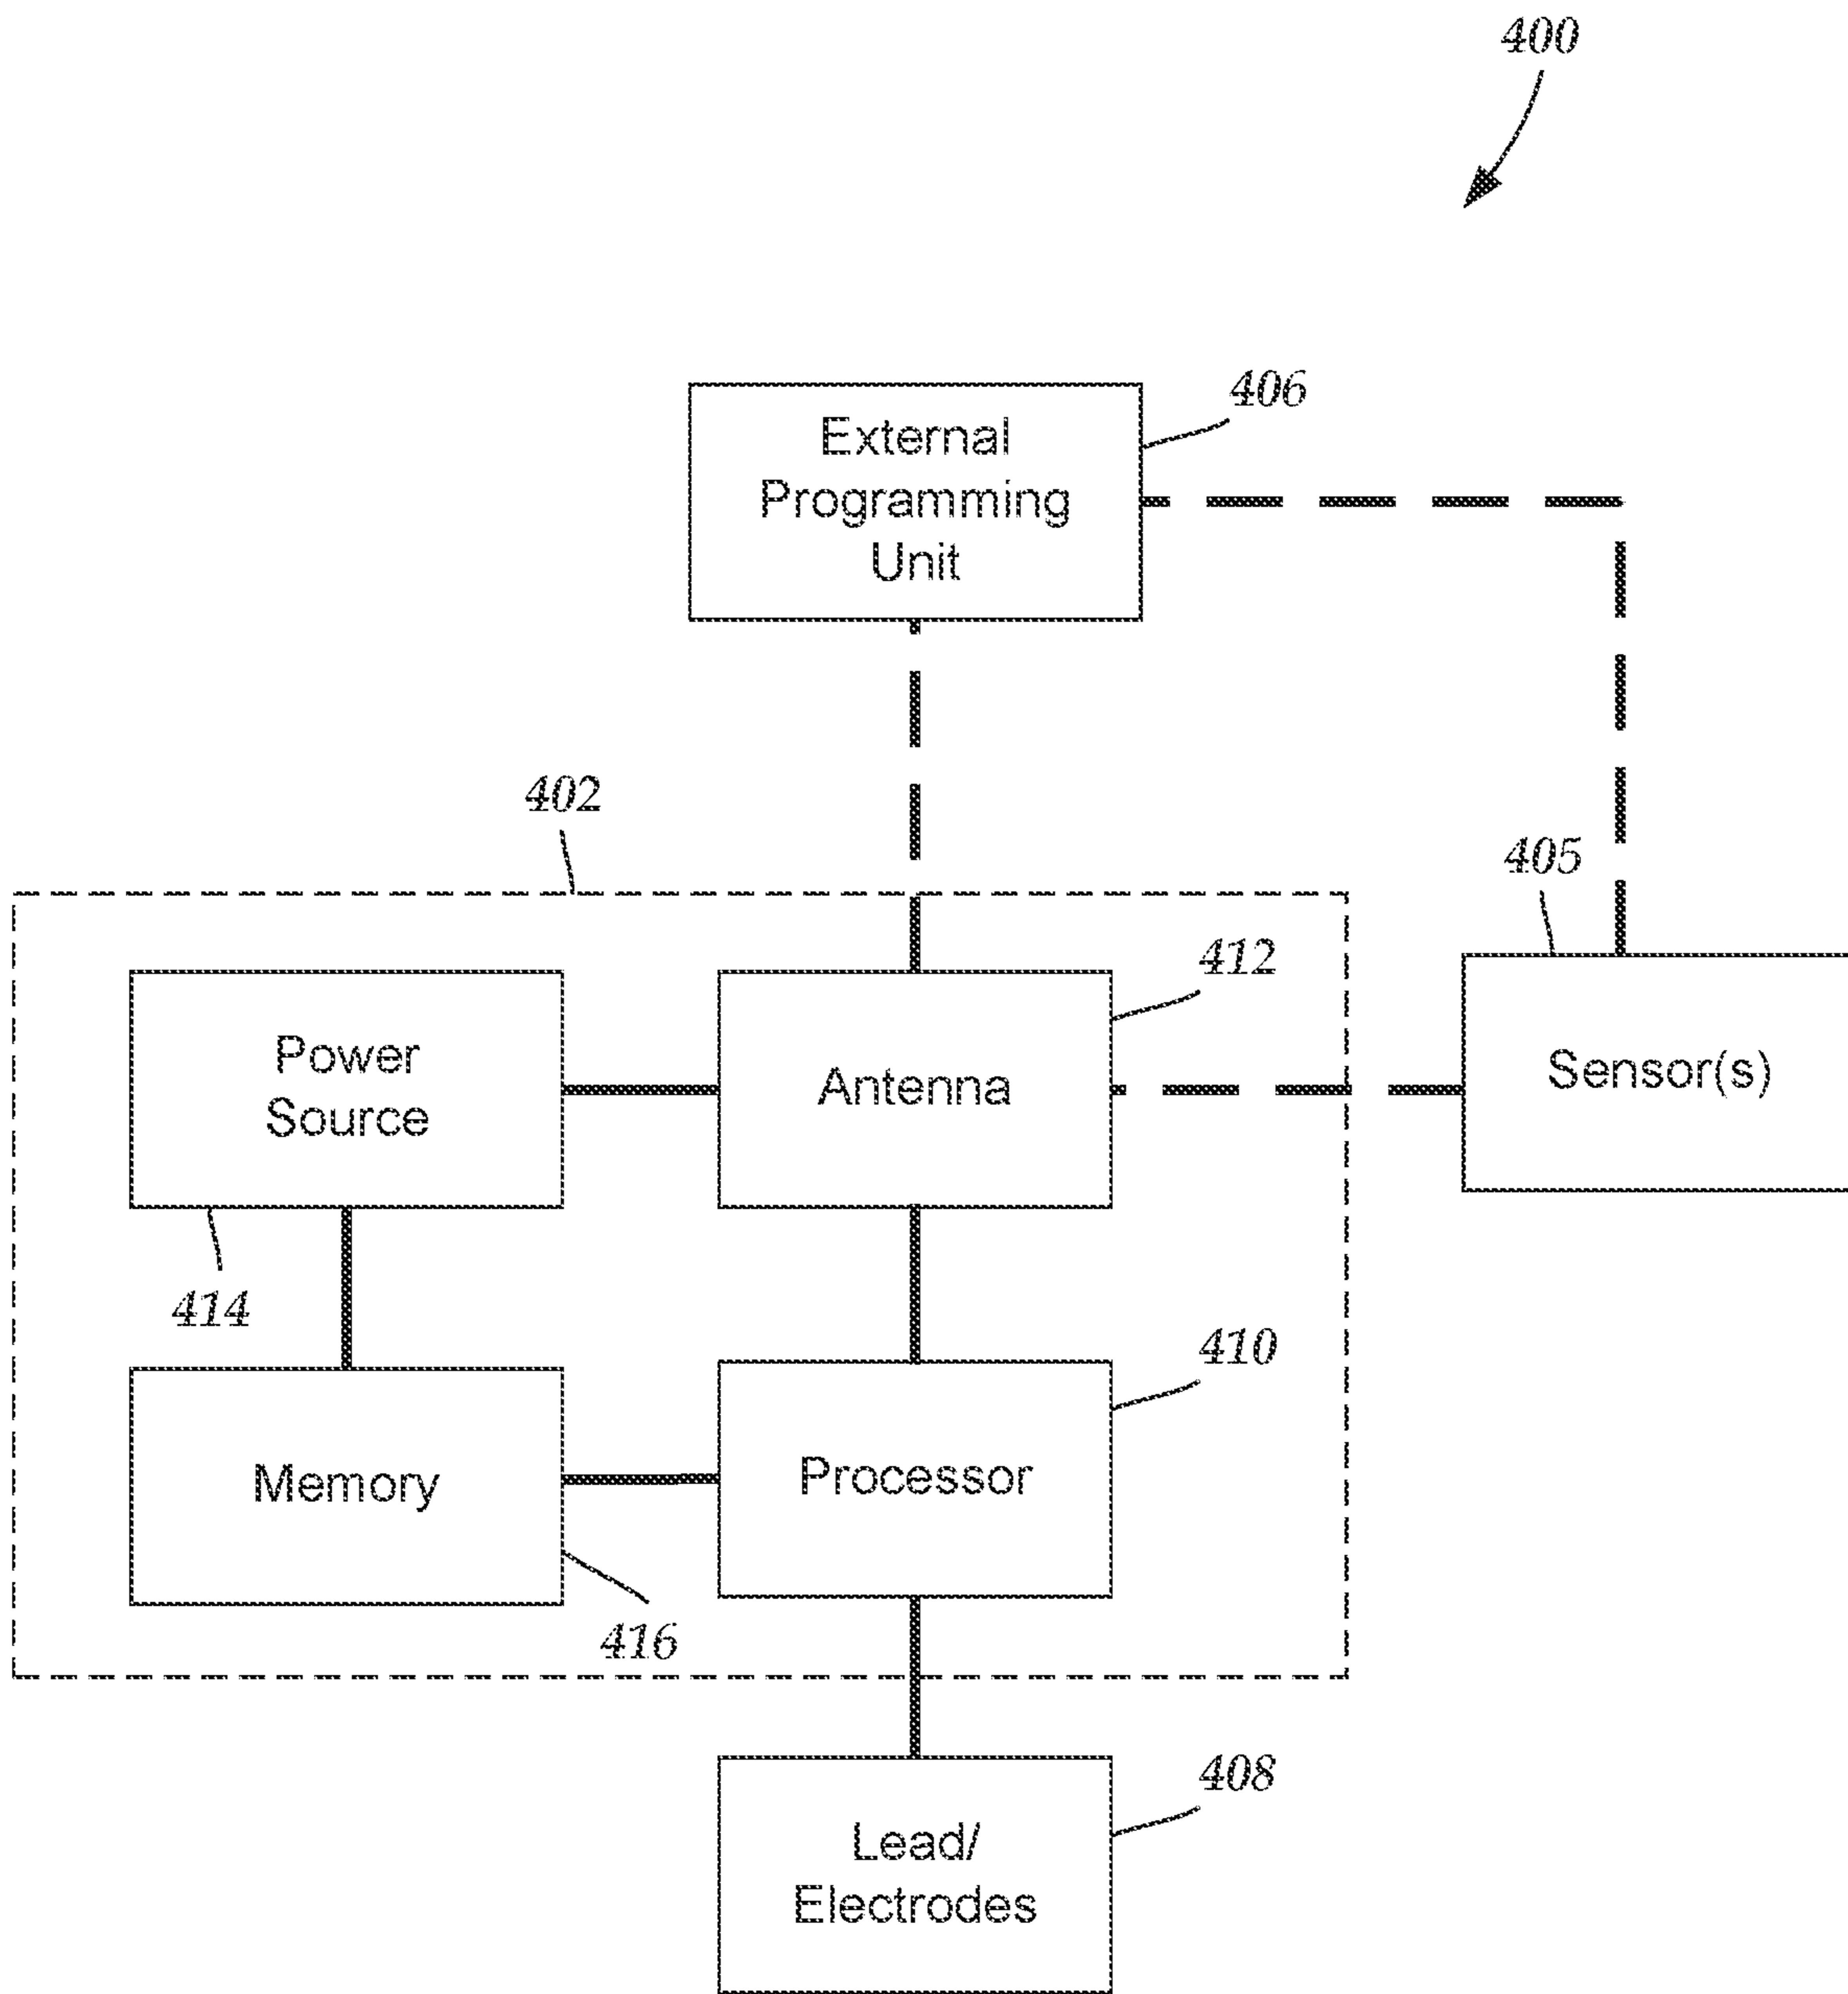 400
406
External
Programming
Unit
402
405
412
Power
Source
Antenna
Sensor(s)
414
410
Memory
Processor
416
408
Lead/
Electrodes